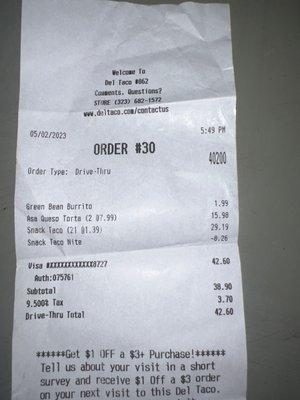 Welcome To
Del Taco #862
Comments. Questions?
STORE (323) 682-1572
www.deltaco.com/contactus
05/02/2023 5:49 PM
ORDER #30
40200
Order Type: Drive-Thru
Green Bean Burrito 1.99
Asa Queso Torta (2 @7.99) 15.98
Snack Taco (21 @1.39) 29.19
Snack Taco Nite -8.26
Visa #XXXXXXXXXXXX8727 42.60
Auth:075761
Subtotal 38.90
9.500% Tax 3.70
Drive-Thru Total 42.60
******Get $1 OFF a $3+ Purchase!******
Tell us about your visit in a short
survey and receive $1 Off a $3 order
on your next visit to this Del Taco.